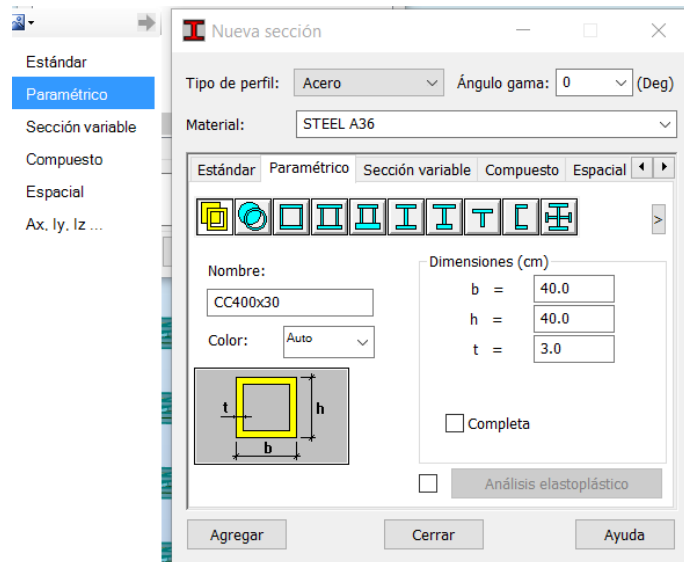 Estándar
Paramétrico
Sección variable
Compuesto
Espacial
Ax, Iy, Iz ...
Nueva sección
Tipo de perfil: Acero Ángulo gama: 0 (Deg)
Material: STEEL A36
Estándar Paramétrico Sección variable Compuesto Espacial
>
Nombre:
CC400x30
Color: Auto
Dimensiones (cm)
b = 40.0
h = 40.0
t = 3.0
t h
b
Completa
Análisis elastoplástico
Agregar Cerrar Ayuda